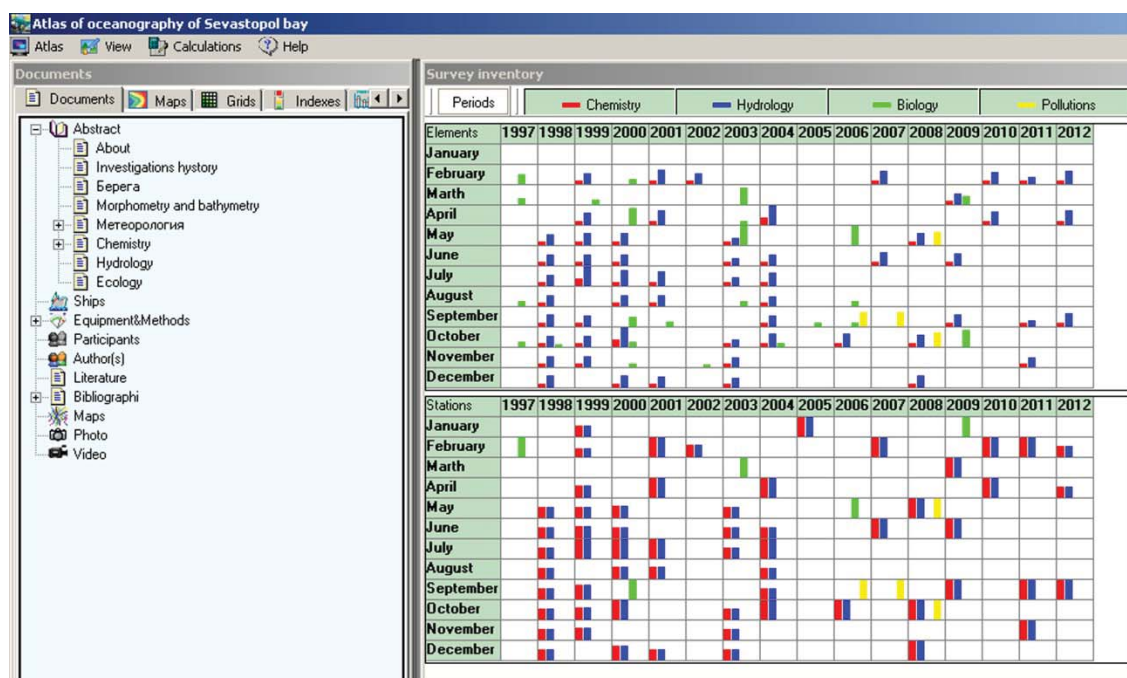 Atlas of oceanography of Sevastopol bay
Atlas View Calculations Help
Documents
Documents Maps Grids Indexes
Abstract
About
Investigations hystory
Берега
Morphometry and bathymetry
Метеорология
Chemistry
Hydrology
Ecology
Ships
Equipment&Methods
Participants
Author(s)
Literature
Bibliographi
Maps
Photo
Video
Survey inventory
Periods Chemistry Hydrology Biology Pollutions
Elements 1997 1998 1999 2000 2001 2002 2003 2004 2005 2006 2007 2008 2009 2010 2011 2012
January
February
Marth
April
May
June
July
August
September
October
November
December
Stations 1997 1998 1999 2000 2001 2002 2003 2004 2005 2006 2007 2008 2009 2010 2011 2012
January
February
Marth
April
May
June
July
August
September
October
November
December